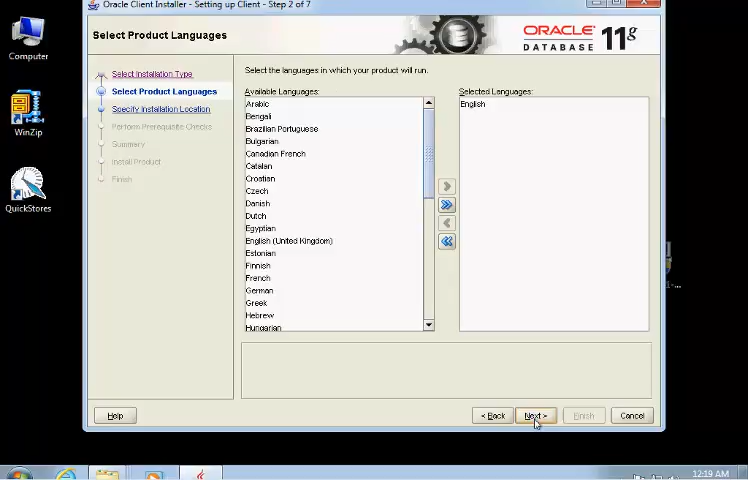 Oracle Client Installer - Setting up Client - Step 2 of 7
Computer
WinZip
QuickStores
Select Product Languages
ORACLE
DATABASE 11g
Select Installation Type
Select Product Languages
Specify Installation Location
Perform Prerequisite Checks
Summary
Install Product
Finish
Select the languages in which your product will run.
Available Languages:
Arabic
Bengali
Brazilian Portuguese
Bulgarian
Canadian French
Catalan
Croatian
Czech
Danish
Dutch
Egyptian
English (United Kingdom)
Estonian
Finnish
French
German
Greek
Hebrew
Hungarian
Selected Languages:
English
Help
< Back
Next >
Finish
Cancel
12:19 AM